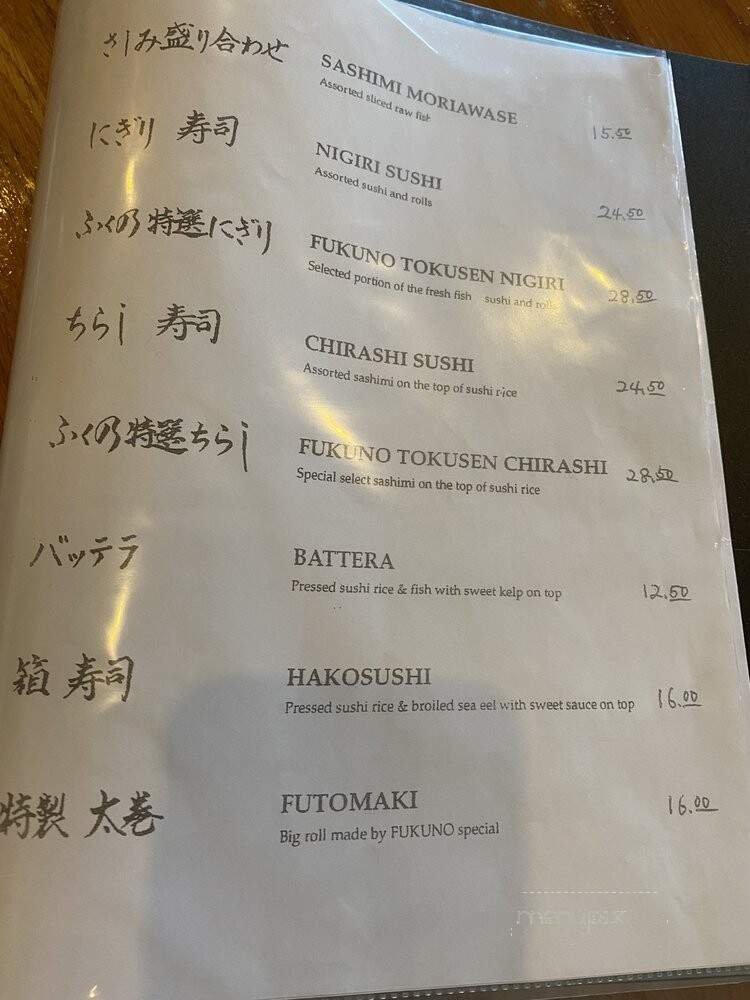 さしみ盛り合わせ
SASHIMI MORIAWASE
Assorted sliced raw fish
15.50
にぎり 寿司
NIGIRI SUSHI
Assorted sushi and rolls
24.50
ふくの特選にぎり
FUKUNO TOKUSEN NIGIRI
Selected portion of the fresh fish sushi and rolls
28.50
ちらし 寿司
CHIRASHI SUSHI
Assorted sashimi on the top of sushi rice
24.50
ふくの特選ちらし
FUKUNO TOKUSEN CHIRASHI
Special select sashimi on the top of sushi rice
28.50
バッテラ
BATTERA
Pressed sushi rice & fish with sweet kelp on top
12.50
箱 寿司
HAKOSUSHI
Pressed sushi rice & broiled sea eel with sweet sauce on top
16.00
特製 太巻
FUTOMAKI
Big roll made by FUKUNO special
16.00
menupix